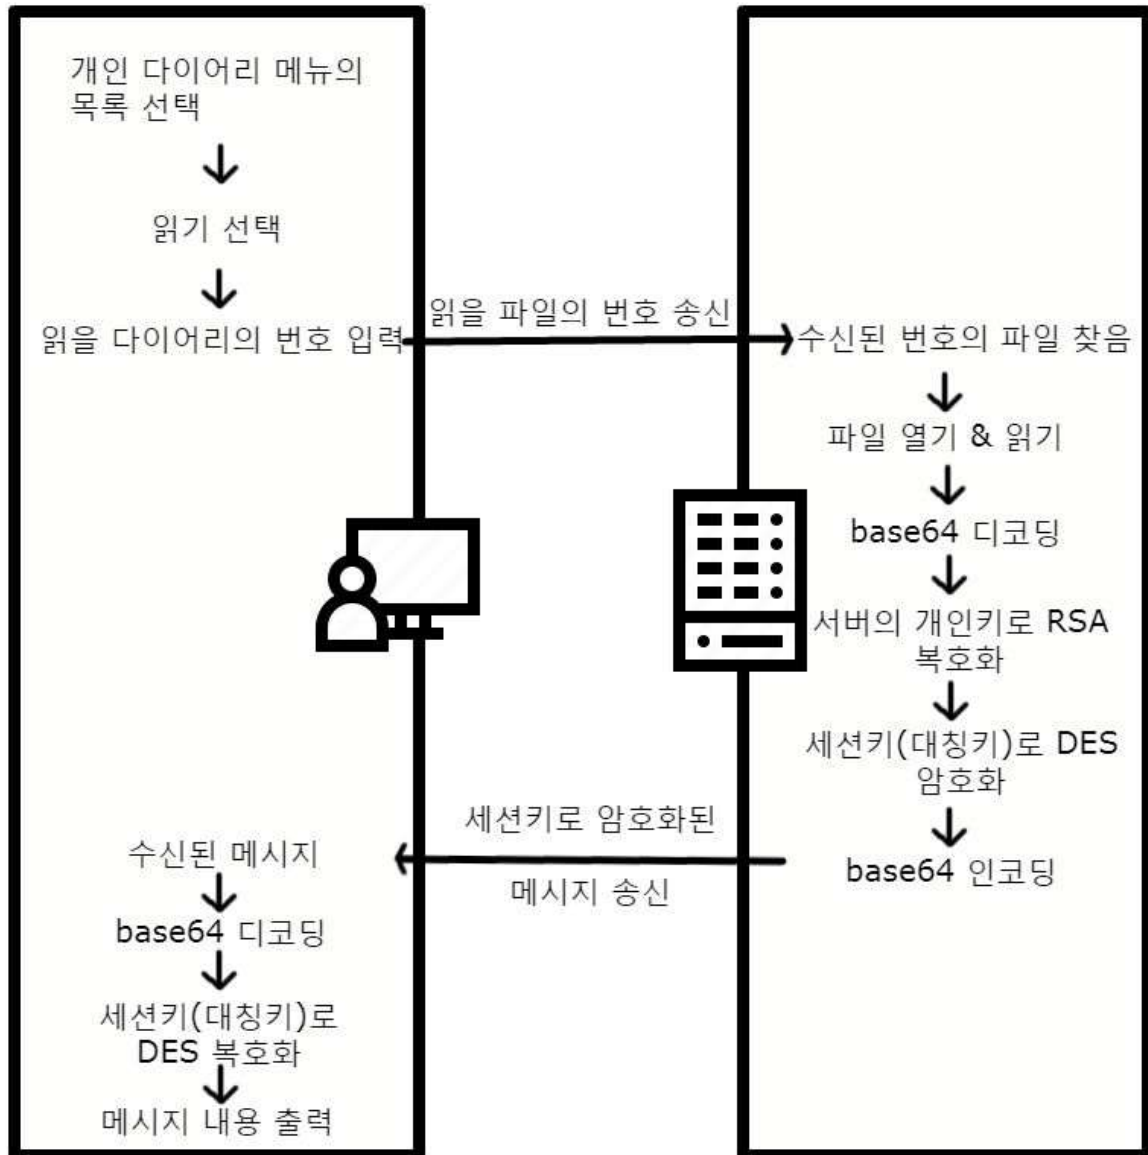 개인 다이어리 메뉴의
목록 선택
읽기 선택
읽을 다이어리의 번호 입력
읽을 파일의 번호 송신
수신된 번호의 파일 찾음
파일 열기 & 읽기
base64 디코딩
서버의 개인키로 RSA
복호화
세션키(대칭키)로 DES
암호화
base64 인코딩
세션키로 암호화된
메시지 송신
수신된 메시지
base64 디코딩
세션키(대칭키)로
DES 복호화
메시지 내용 출력